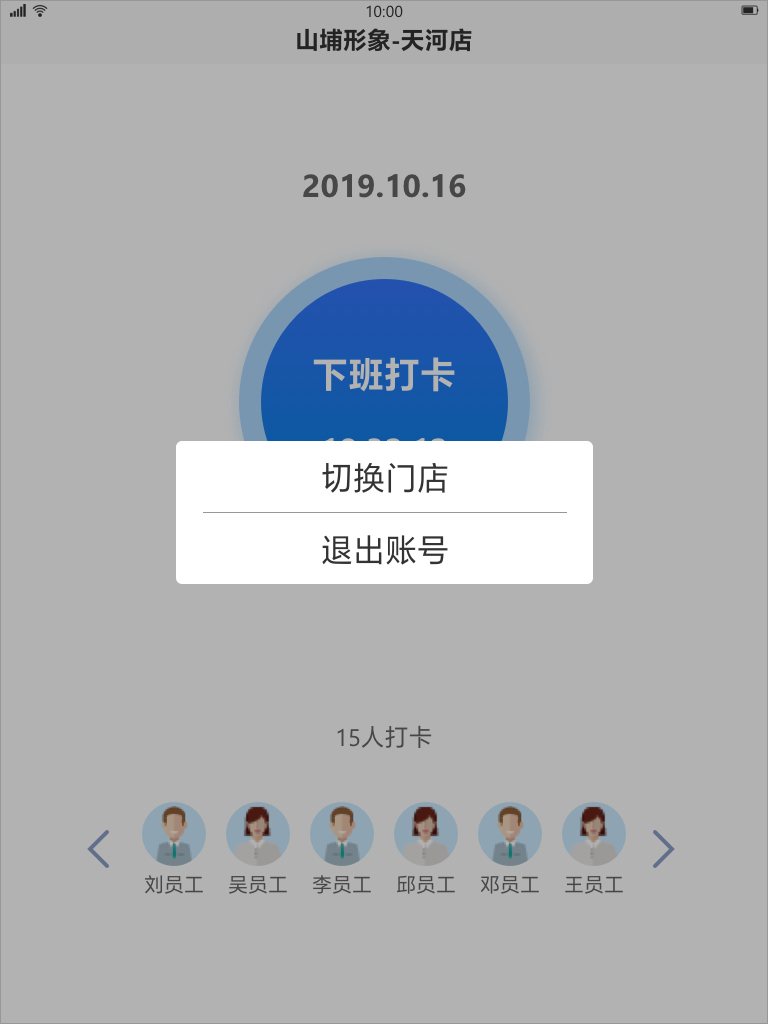 10:00
山埔形象-天河店
2019.10.16
下班打卡
切换门店
退出账号
15人打卡
刘员工 吴员工 李员工 邱员工 邓员工 王员工